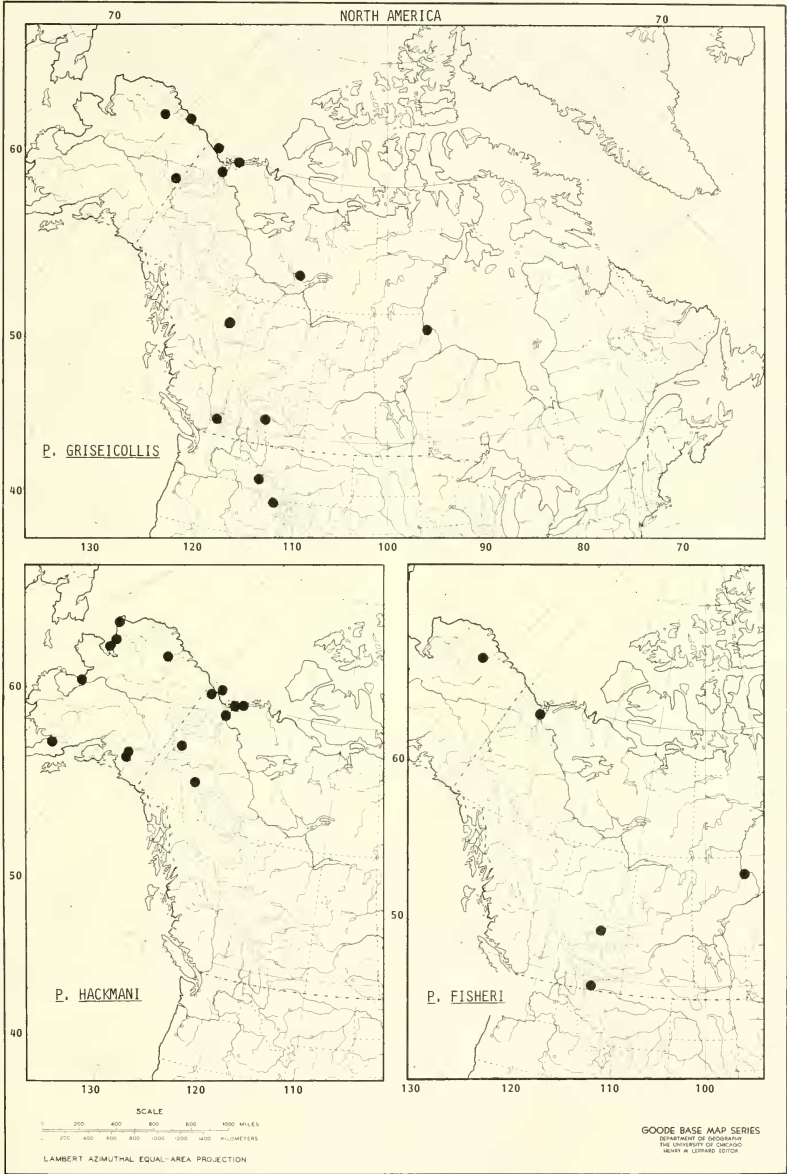 NORTH AMERICA
70 70
60
50
40
P. GRISEICOLLIS
130 120 110 100 90 80 70
60
50
40
P. HACKMANI
130 120 110
60
50
P. FISHERI
130 120 110 100
SCALE
0 200 400 600 800 1000 MILES
0 200 400 600 800 1000 1200 1400 KILOMETERS
LAMBERT AZIMUTHAL EQUAL-AREA PROJECTION
GOODE BASE MAP SERIES
DEPARTMENT OF GEOGRAPHY
THE UNIVERSITY OF CHICAGO
HENRY M. LEPPARD EDITOR